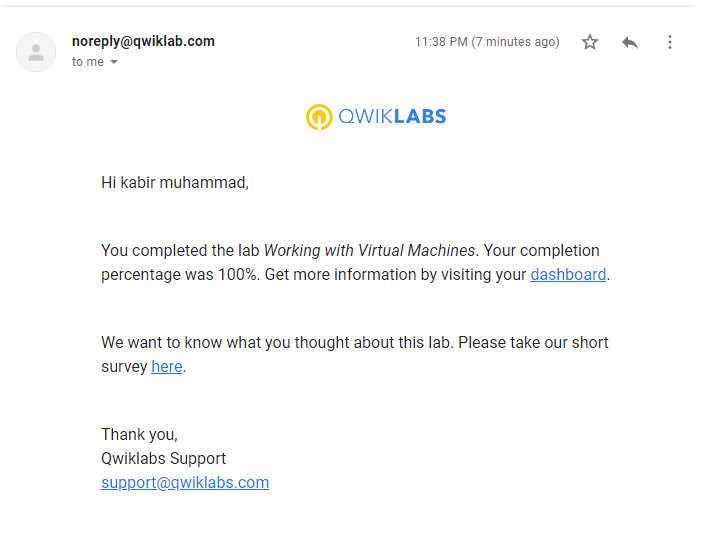 noreply@qwiklab.com
11:38 PM (7 minutes ago)
to me
QWIKLABS
Hi kabir muhammad,
You completed the lab Working with Virtual Machines. Your completion
percentage was 100%. Get more information by visiting your dashboard.
We want to know what you thought about this lab. Please take our short
survey here.
Thank you,
Qwiklabs Support
support@qwiklabs.com